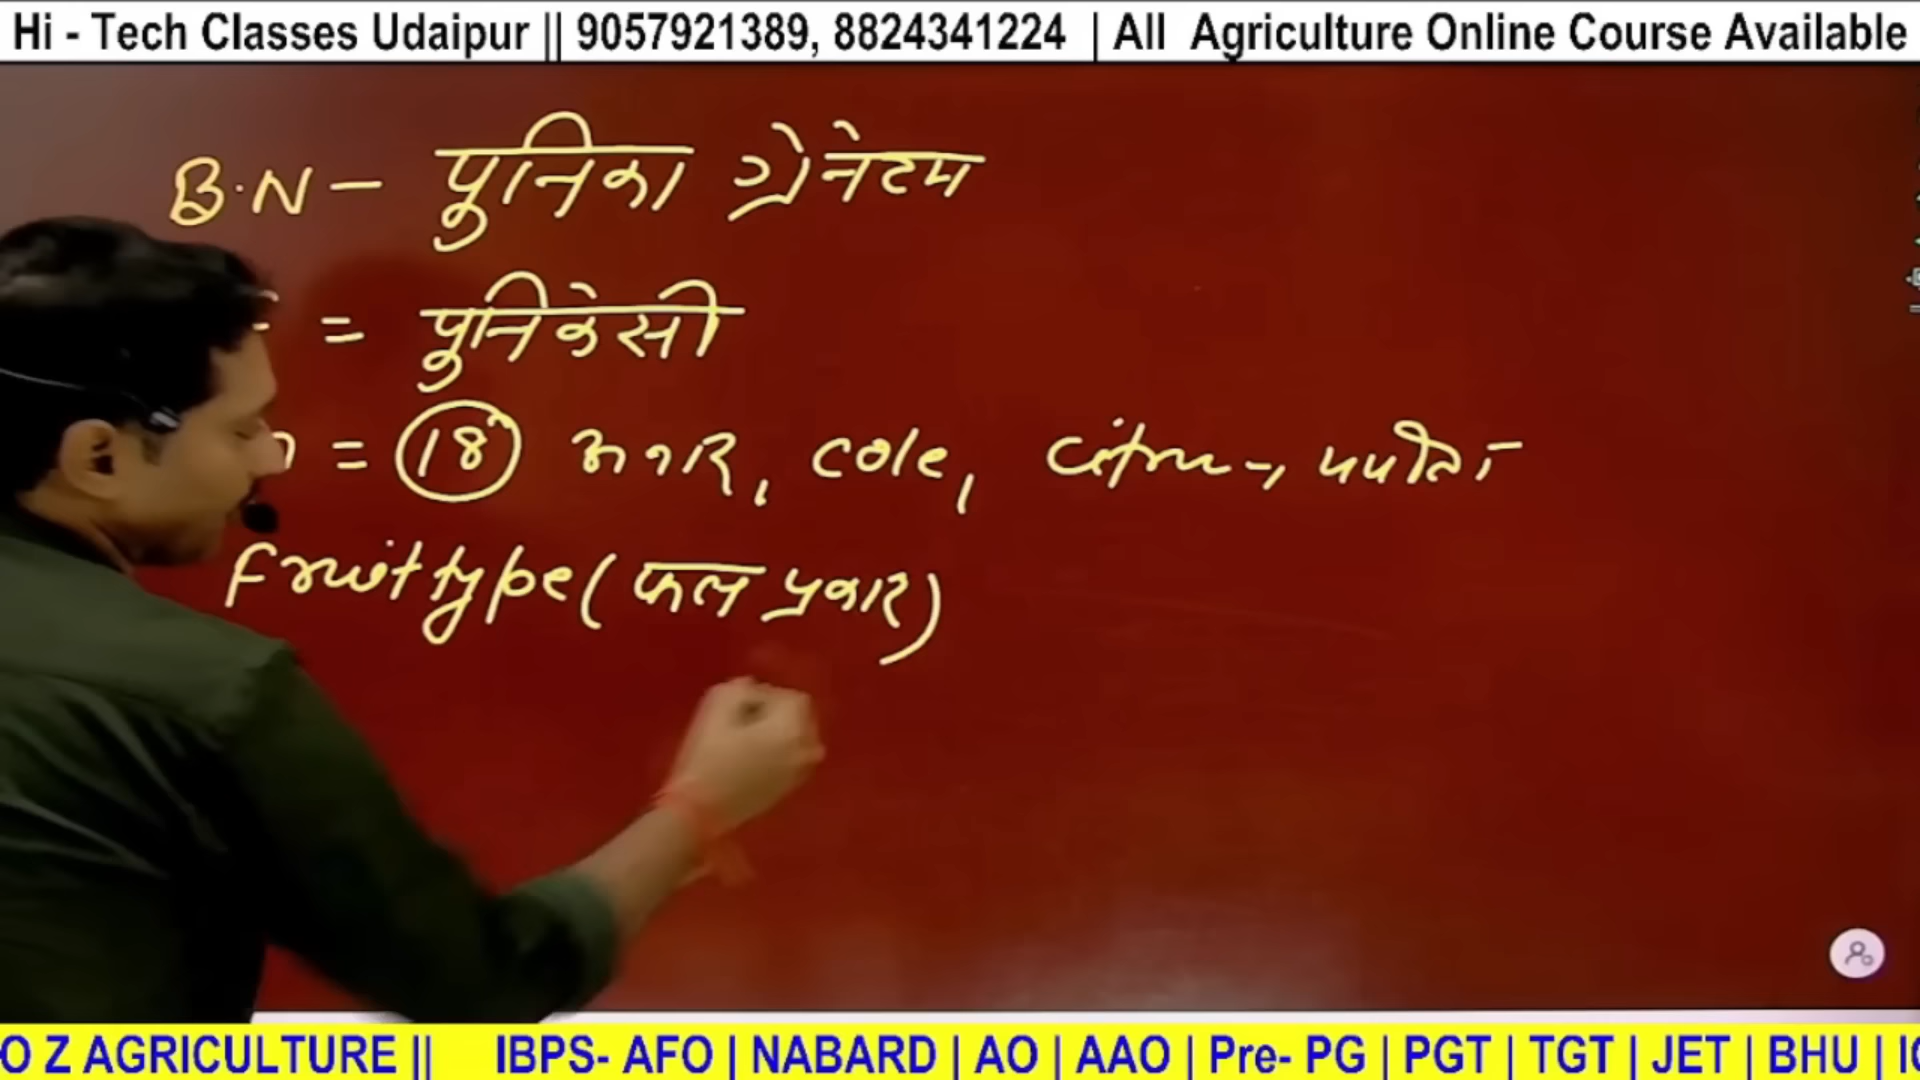 Hi - Tech Classes Udaipur || 9057921389, 8824341224 | All Agriculture Online Course Available
B.N - पुनिका ग्रेनेटम
= पुनिकेसी
= 18 अनार, cole, citrus, पपीता
Fruit type (फल प्रकार)
O Z AGRICULTURE || IBPS- AFO | NABARD | AO | AAO | Pre- PG | PGT | TGT | JET | BHU | IC